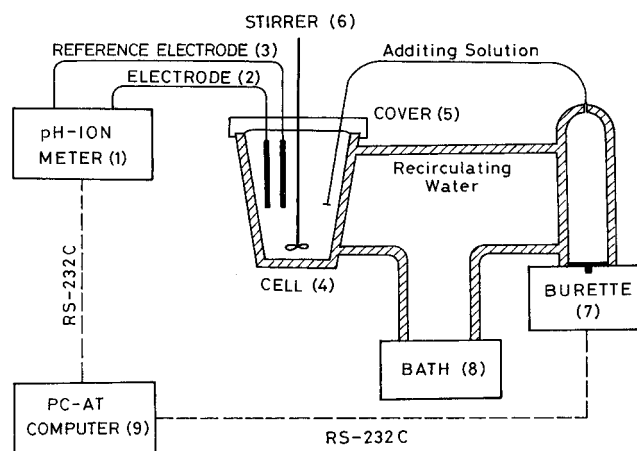 STIRRER (6)
REFERENCE ELECTRODE (3)
ELECTRODE (2)
Additing Solution
COVER (5)
pH-ION
METER (1)
Recirculating
Water
CELL (4)
RS-232C
BURETTE
(7)
BATH (8)
PC-AT
COMPUTER (9)
RS-232C